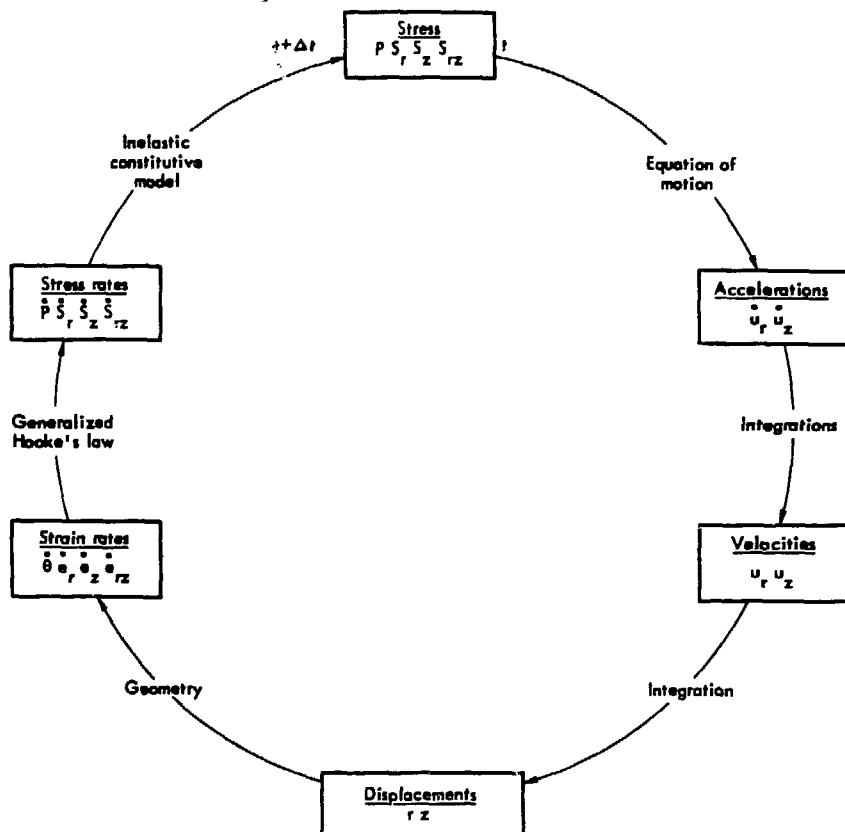 Stress
P S_r S_z S_rz
t+Δt
t
Equation of
motion
Accelerations
u̇_r u̇_z
Integrations
Velocities
u_r u_z
Integration
Displacements
r z
Geometry
Strain rates
θ̇ ė_r ė_z ė_rz
Generalized
Hooke's law
Stress rates
Ṗ Ṡ_r Ṡ_z Ṡ_rz
Inelastic
constitutive
model